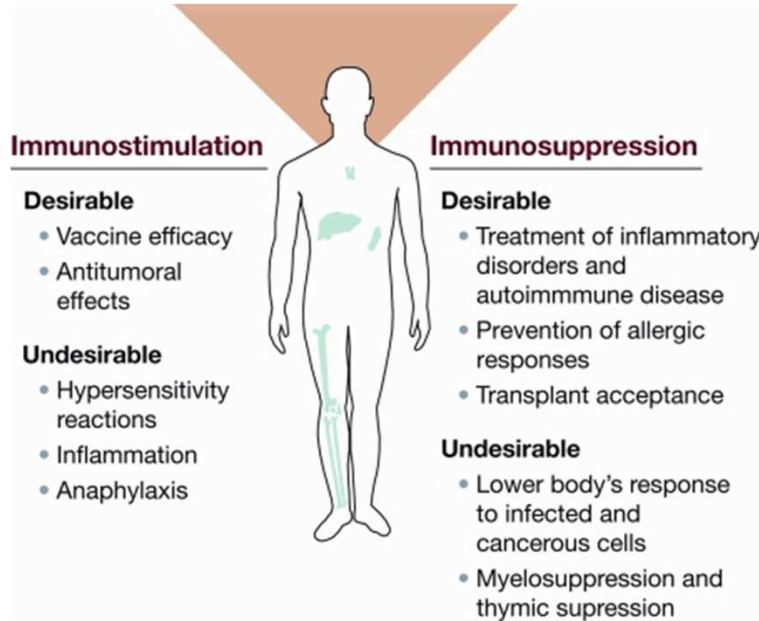 Immunostimulation
Desirable
• Vaccine efficacy
• Antitumoral
effects
Undesirable
• Hypersensitivity
reactions
• Inflammation
• Anaphylaxis
Immunosuppression
Desirable
• Treatment of inflammatory
disorders and
autoimmmune disease
• Prevention of allergic
responses
• Transplant acceptance
Undesirable
• Lower body's response
to infected and
cancerous cells
• Myelosuppression and
thymic supression